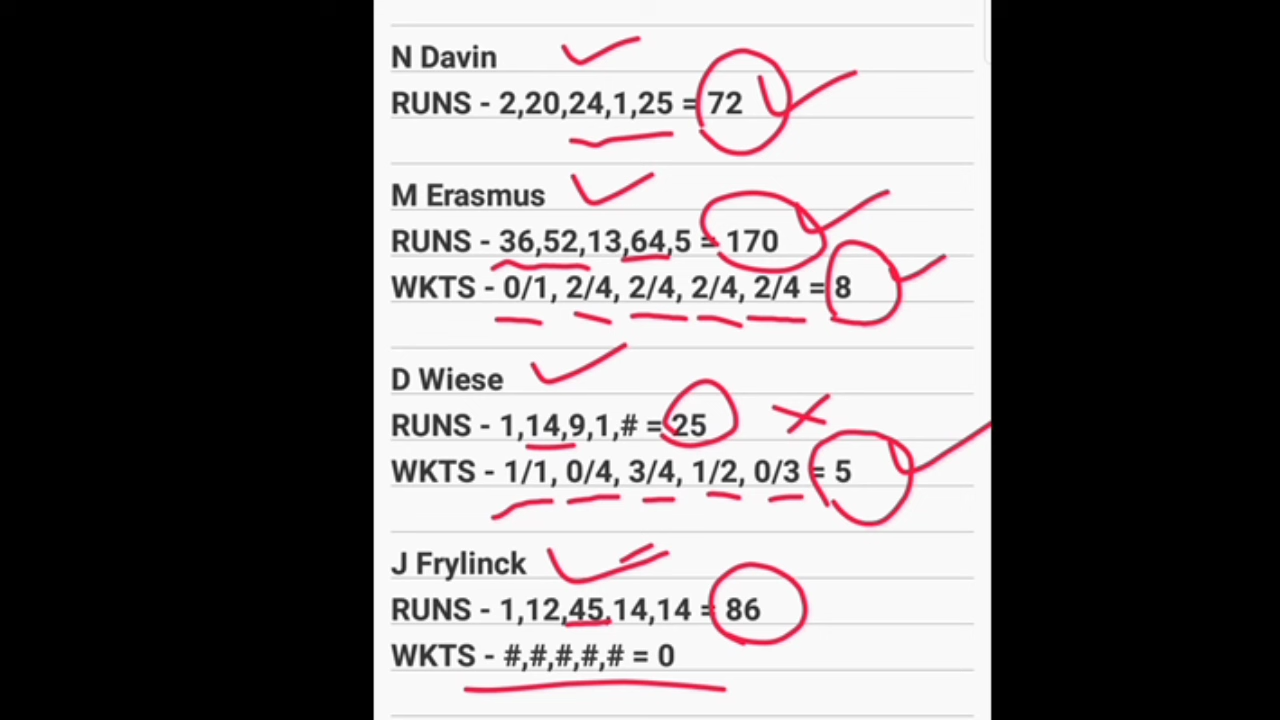 N Davin
RUNS - 2,20,24,1,25 = 72
M Erasmus
RUNS - 36,52,13,64,5 = 170
WKTS - 0/1, 2/4, 2/4, 2/4, 2/4 = 8
D Wiese
RUNS - 1,14,9,1,# = 25
WKTS - 1/1, 0/4, 3/4, 1/2, 0/3 = 5
J Frylinck
RUNS - 1,12,45,14,14 = 86
WKTS - #,#,#,#,# = 0